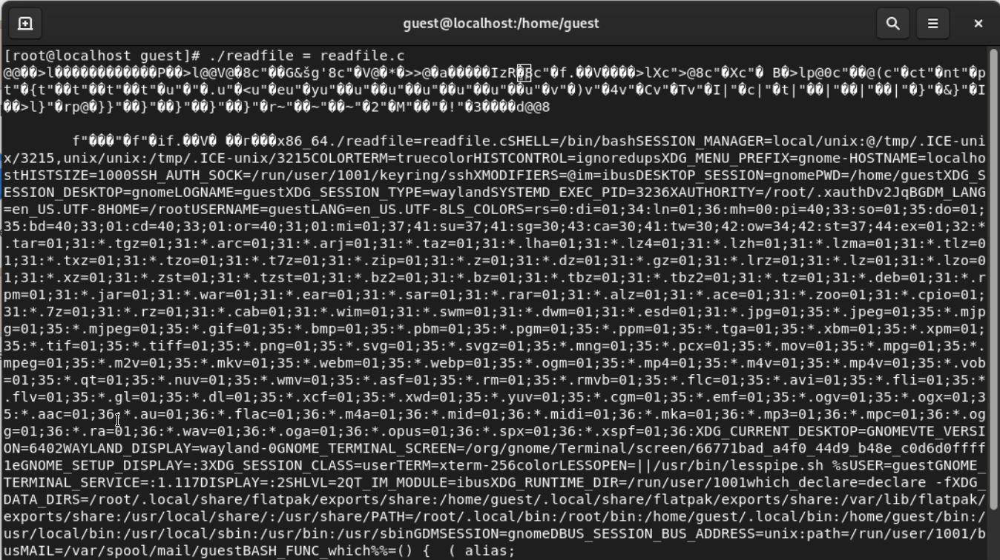 guest@localhost:/home/guest
[root@localhost guest]# ./readfile = readfile.c
@@��>l������������P��>l@@V@�8c"��G&šg'8c"�V@�*�>>@�a�����IzR�8c"�f.��V����>lXc">@8c"�Xc"� B�>lp@0c"��@(c"�ct"�nt"�p
t"�{t"��t"��t"��t"�u"�"�.u"�<u"�eu"�yu"��u"��u"��u"��u"��u"��u"�v"�)v"�4v"�Cv"�Tv"�I|"�c|"�t|"��|"��|"��|"�}"�&}"�I
��>l}"�rp@�}}"��}"��}"��}"��}"�r~"��~"��~"�2"�M"��"�!"�3����d@@8
f"���"�f"�if.��V� ��r���x86_64./readfile=readfile.cSHELL=/bin/bashSESSION_MANAGER=local/unix:@/tmp/.ICE-uni
x/3215,unix/unix:/tmp/.ICE-unix/3215COLORTERM=truecolorHISTCONTROL=ignoredupsXDG_MENU_PREFIX=gnome-HOSTNAME=localho
stHISTSIZE=1000SSH_AUTH_SOCK=/run/user/1001/keyring/sshXMODIFIERS=@im=ibusDESKTOP_SESSION=gnomePWD=/home/guestXDG_S
ESSION_DESKTOP=gnomeLOGNAME=guestXDG_SESSION_TYPE=waylandSYSTEMD_EXEC_PID=3236XAUTHORITY=/root/.xauthDv2JqBGDM_LANG
=en_US.UTF-8HOME=/rootUSERNAME=guestLANG=en_US.UTF-8LS_COLORS=rs=0:di=01;34:ln=01;36:mh=00:pi=40;33:so=01;35:do=01;
35:bd=40;33;01:cd=40;33;01:or=40;31;01:mi=01;37;41:su=37;41:sg=30;43:ca=30;41:tw=30;42:ow=34;42:st=37;44:ex=01;32:*
.tar=01;31:*.tgz=01;31:*.arc=01;31:*.arj=01;31:*.taz=01;31:*.lha=01;31:*.lz4=01;31:*.lzh=01;31:*.lzma=01;31:*.tlz=0
1;31:*.txz=01;31:*.tzo=01;31:*.t7z=01;31:*.zip=01;31:*.z=01;31:*.dz=01;31:*.gz=01;31:*.lrz=01;31:*.lz=01;31:*.lzo=0
1;31:*.xz=01;31:*.zst=01;31:*.tzst=01;31:*.bz2=01;31:*.bz=01;31:*.tbz=01;31:*.tbz2=01;31:*.tz=01;31:*.deb=01;31:*.r
pm=01;31:*.jar=01;31:*.war=01;31:*.ear=01;31:*.sar=01;31:*.rar=01;31:*.alz=01;31:*.ace=01;31:*.zoo=01;31:*.cpio=01;
31:*.7z=01;31:*.rz=01;31:*.cab=01;31:*.wim=01;31:*.swm=01;31:*.dwm=01;31:*.esd=01;31:*.jpg=01;35:*.jpeg=01;35:*.mjp
g=01;35:*.mjpeg=01;35:*.gif=01;35:*.bmp=01;35:*.pbm=01;35:*.pgm=01;35:*.ppm=01;35:*.tga=01;35:*.xbm=01;35:*.xpm=01;
35:*.tif=01;35:*.tiff=01;35:*.png=01;35:*.svg=01;35:*.svgz=01;35:*.mng=01;35:*.pcx=01;35:*.mov=01;35:*.mpg=01;35:*.
mpeg=01;35:*.m2v=01;35:*.mkv=01;35:*.webm=01;35:*.webp=01;35:*.ogm=01;35:*.mp4=01;35:*.m4v=01;35:*.mp4v=01;35:*.vob
=01;35:*.qt=01;35:*.nuv=01;35:*.wmv=01;35:*.asf=01;35:*.rm=01;35:*.rmvb=01;35:*.flc=01;35:*.avi=01;35:*.fli=01;35:*
.flv=01;35:*.gl=01;35:*.dl=01;35:*.xcf=01;35:*.xwd=01;35:*.yuv=01;35:*.cgm=01;35:*.emf=01;35:*.ogv=01;35:*.ogx=01;3
5:*.aac=01;36:*.au=01;36:*.flac=01;36:*.m4a=01;36:*.mid=01;36:*.midi=01;36:*.mka=01;36:*.mp3=01;36:*.mpc=01;36:*.og
g=01;36:*.ra=01;36:*.wav=01;36:*.oga=01;36:*.opus=01;36:*.spx=01;36:*.xspf=01;36:XDG_CURRENT_DESKTOP=GNOMEVTE_VERSI
ON=6402WAYLAND_DISPLAY=wayland-0GNOME_TERMINAL_SCREEN=/org/gnome/Terminal/screen/66771bad_a4f0_44d9_b48e_c0d6d0ffff
1eGNOME_SETUP_DISPLAY=:3XDG_SESSION_CLASS=userTERM=xterm-256colorLESSOPEN=||/usr/bin/lesspipe.sh %sUSER=guestGNOME_
TERMINAL_SERVICE=:1.117DISPLAY=:2SHLVL=2QT_IM_MODULE=ibusXDG_RUNTIME_DIR=/run/user/1001which_declare=declare -fXDG_
DATA_DIRS=/root/.local/share/flatpak/exports/share:/home/guest/.local/share/flatpak/exports/share:/var/lib/flatpak/
exports/share:/usr/local/share/:/usr/share/PATH=/root/.local/bin:/root/bin:/home/guest/.local/bin:/home/guest/bin:/
usr/local/bin:/usr/local/sbin:/usr/bin:/usr/sbinGDMSESSION=gnomeDBUS_SESSION_BUS_ADDRESS=unix:path=/run/user/1001/b
usMAIL=/var/spool/mail/guestBASH_FUNC_which%%=() {  ( alias;